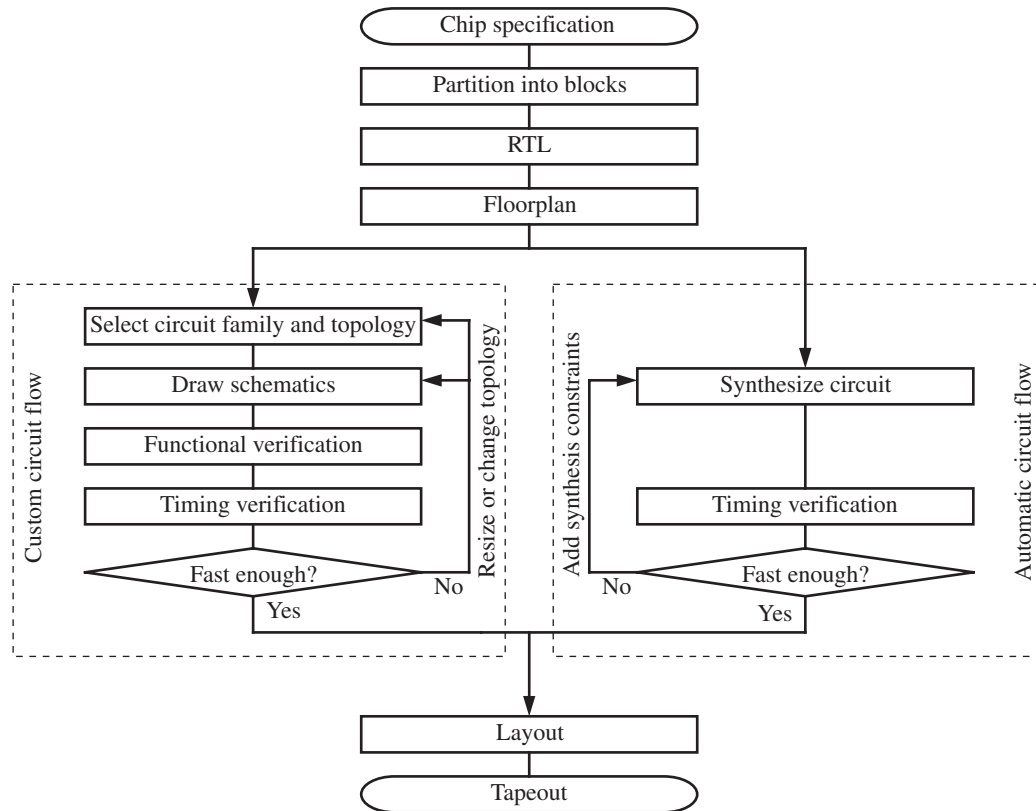 Chip specification
Partition into blocks
RTL
Floorplan
Custom circuit flow
Select circuit family and topology
Draw schematics
Functional verification
Timing verification
Fast enough?
No
Yes
Resize or change topology
Add synthesis constraints
Synthesize circuit
Timing verification
Fast enough?
No
Yes
Automatic circuit flow
Layout
Tapeout